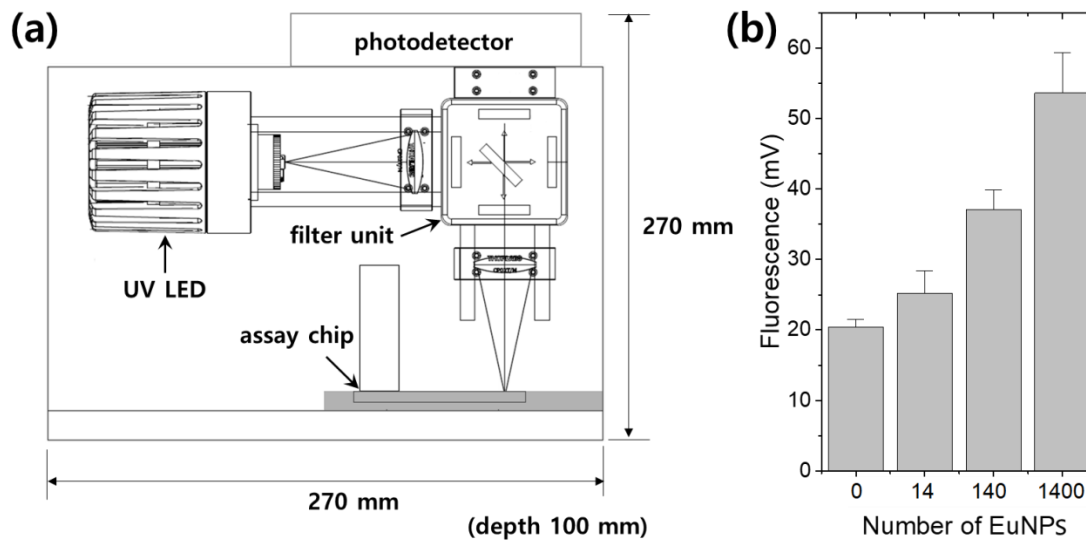 (a)
photodetector
filter unit
UV LED
assay chip
270 mm
270 mm
(depth 100 mm)
(b)
Fluorescence (mV)
60
50
40
30
20
10
0
0 14 140 1400
Number of EuNPs